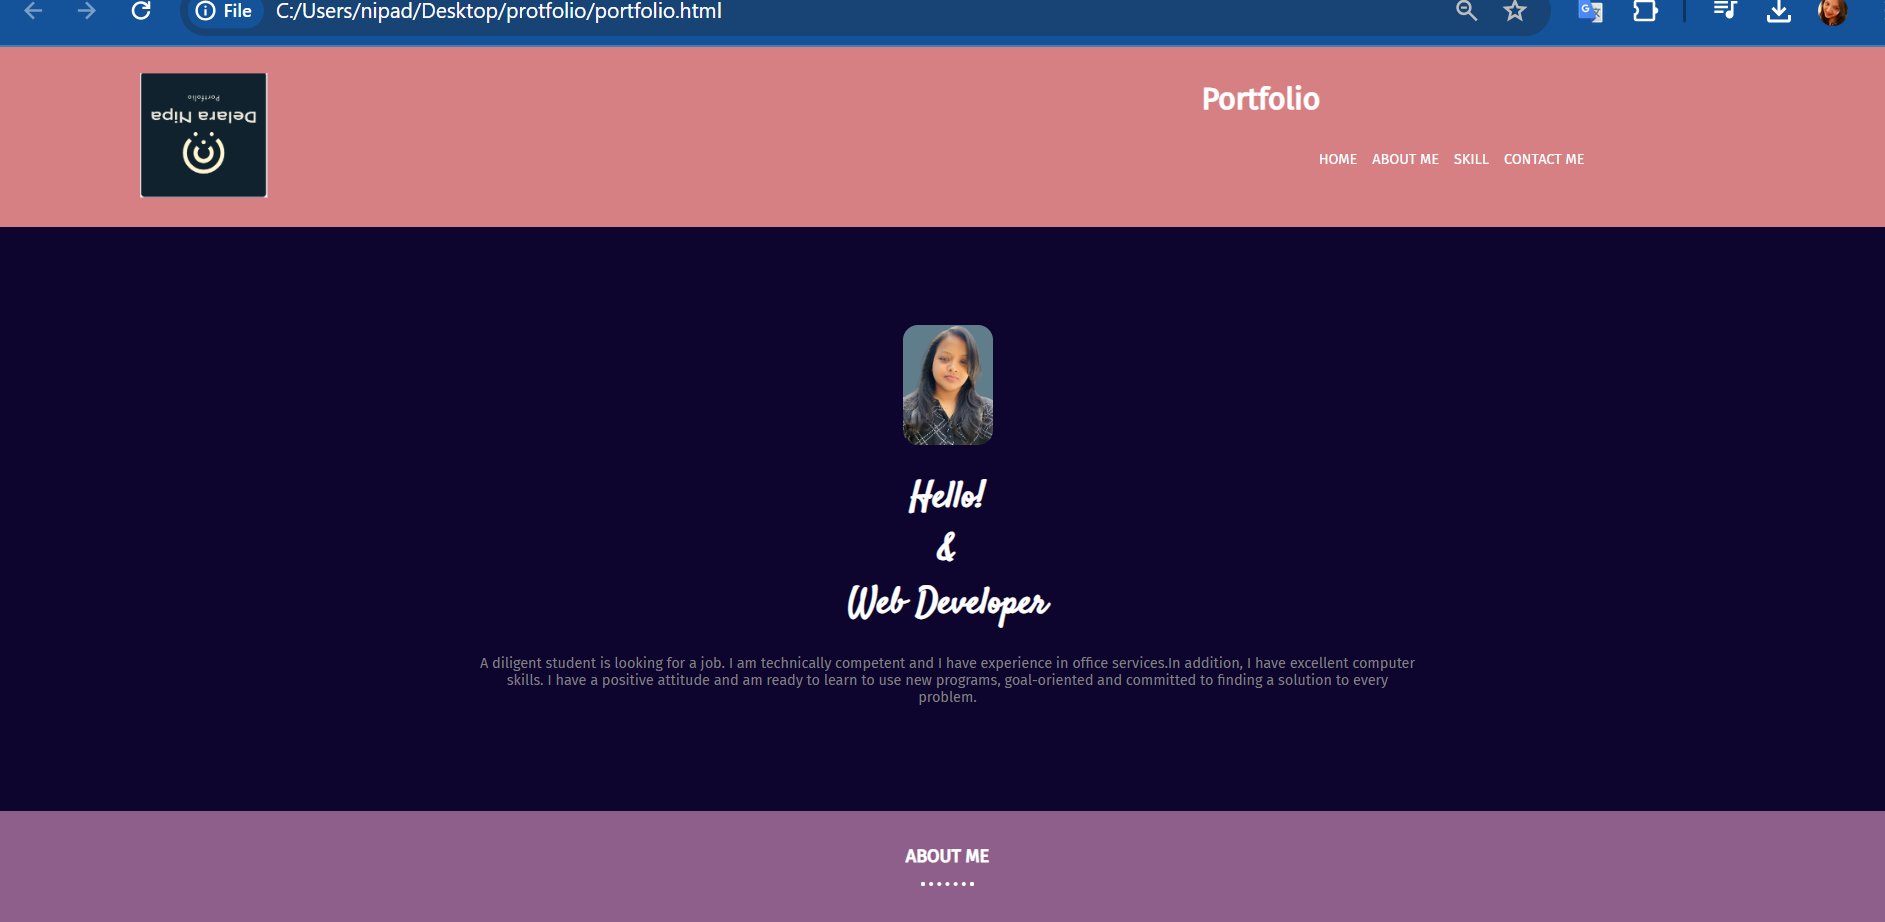 File C:/Users/nipad/Desktop/protfolio/portfolio.html
Portfolio
Delara Nipa
Portfolio
HOME ABOUT ME SKILL CONTACT ME
Hello!
&
Web Developer
A diligent student is looking for a job. I am technically competent and I have experience in office services.In addition, I have excellent computer
skills. I have a positive attitude and am ready to learn to use new programs, goal-oriented and committed to finding a solution to every
problem.
ABOUT ME